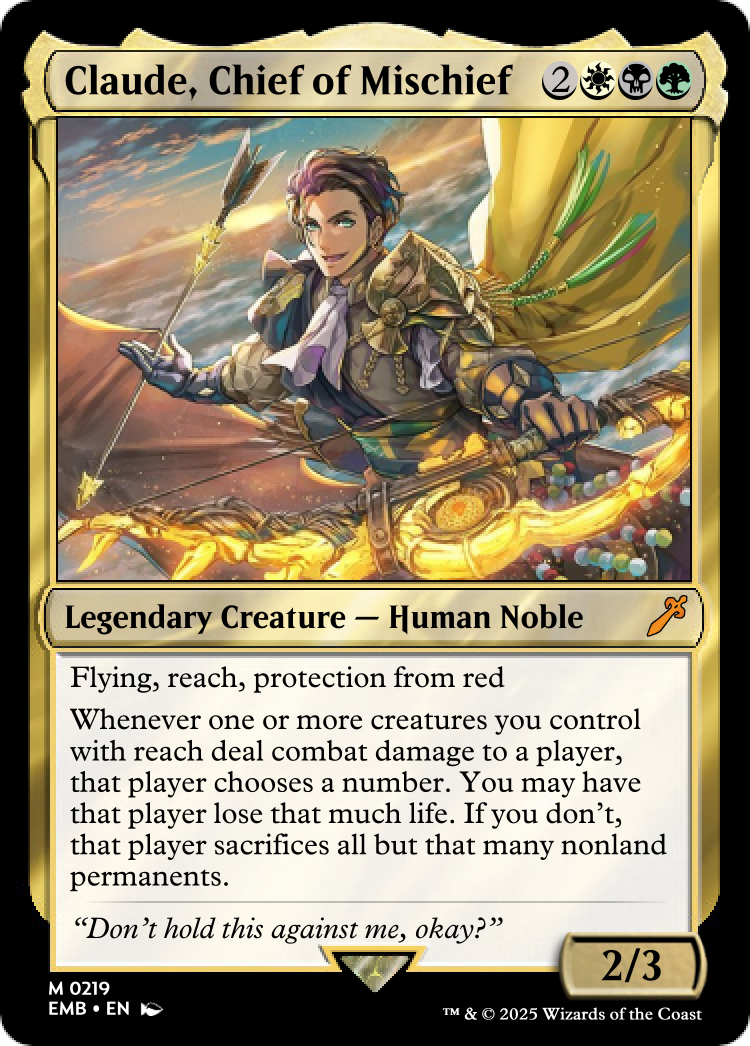 Claude, Chief of Mischief 2
Legendary Creature — Human Noble
Flying, reach, protection from red
Whenever one or more creatures you control
with reach deal combat damage to a player,
that player chooses a number. You may have
that player lose that much life. If you don't,
that player sacrifices all but that many nonland
permanents.
“Don't hold this against me, okay?”
2/3
M 0219
EMB • EN
™ & © 2025 Wizards of the Coast